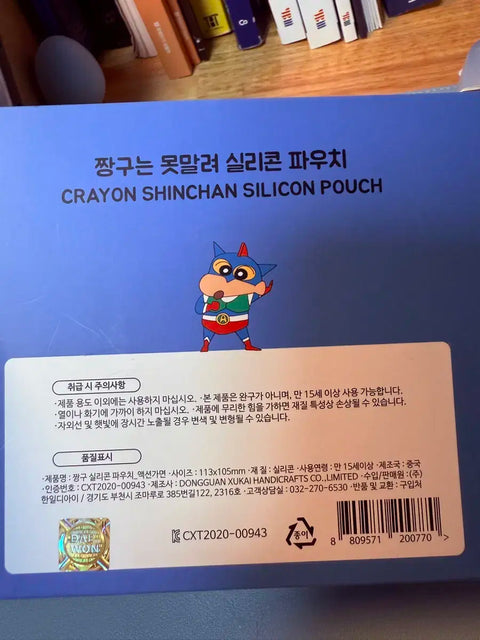 짱구는 못말려 실리콘 파우치
CRAYON SHINCHAN SILICON POUCH
취급 시 주의사항
·제품 용도 이외에는 사용하지 마십시오. ·본 제품은 완구가 아니며, 만 15세 이상 사용 가능합니다.
·열이나 화기에 가까이 하지 마십시오. ·제품에 무리한 힘을 가하면 재질 특성상 손상될 수 있습니다.
·자외선 및 햇빛에 장시간 노출될 경우 변색 및 변형될 수 있습니다.
품질표시
·제품명 : 짱구 실리콘 파우치_액션가면 ·사이즈 : 113x105mm ·재 질 : 실리콘 ·사용연령 : 만 15세이상 ·제조국 : 중국
·인증번호 : CXT2020-00943 ·제조사 : DONGGUAN XUKAI HANDICRAFTS CO.,LIMITED ·수입/판매원 : (주)
한일디아이 / 경기도 부천시 조마루로 385번길122, 2316호 ·고객상담실 : 032-270-6530 ·반품 및 교환 : 구입처
DAE
WON
CXT2020-00943
종이
8 809571 200770 >